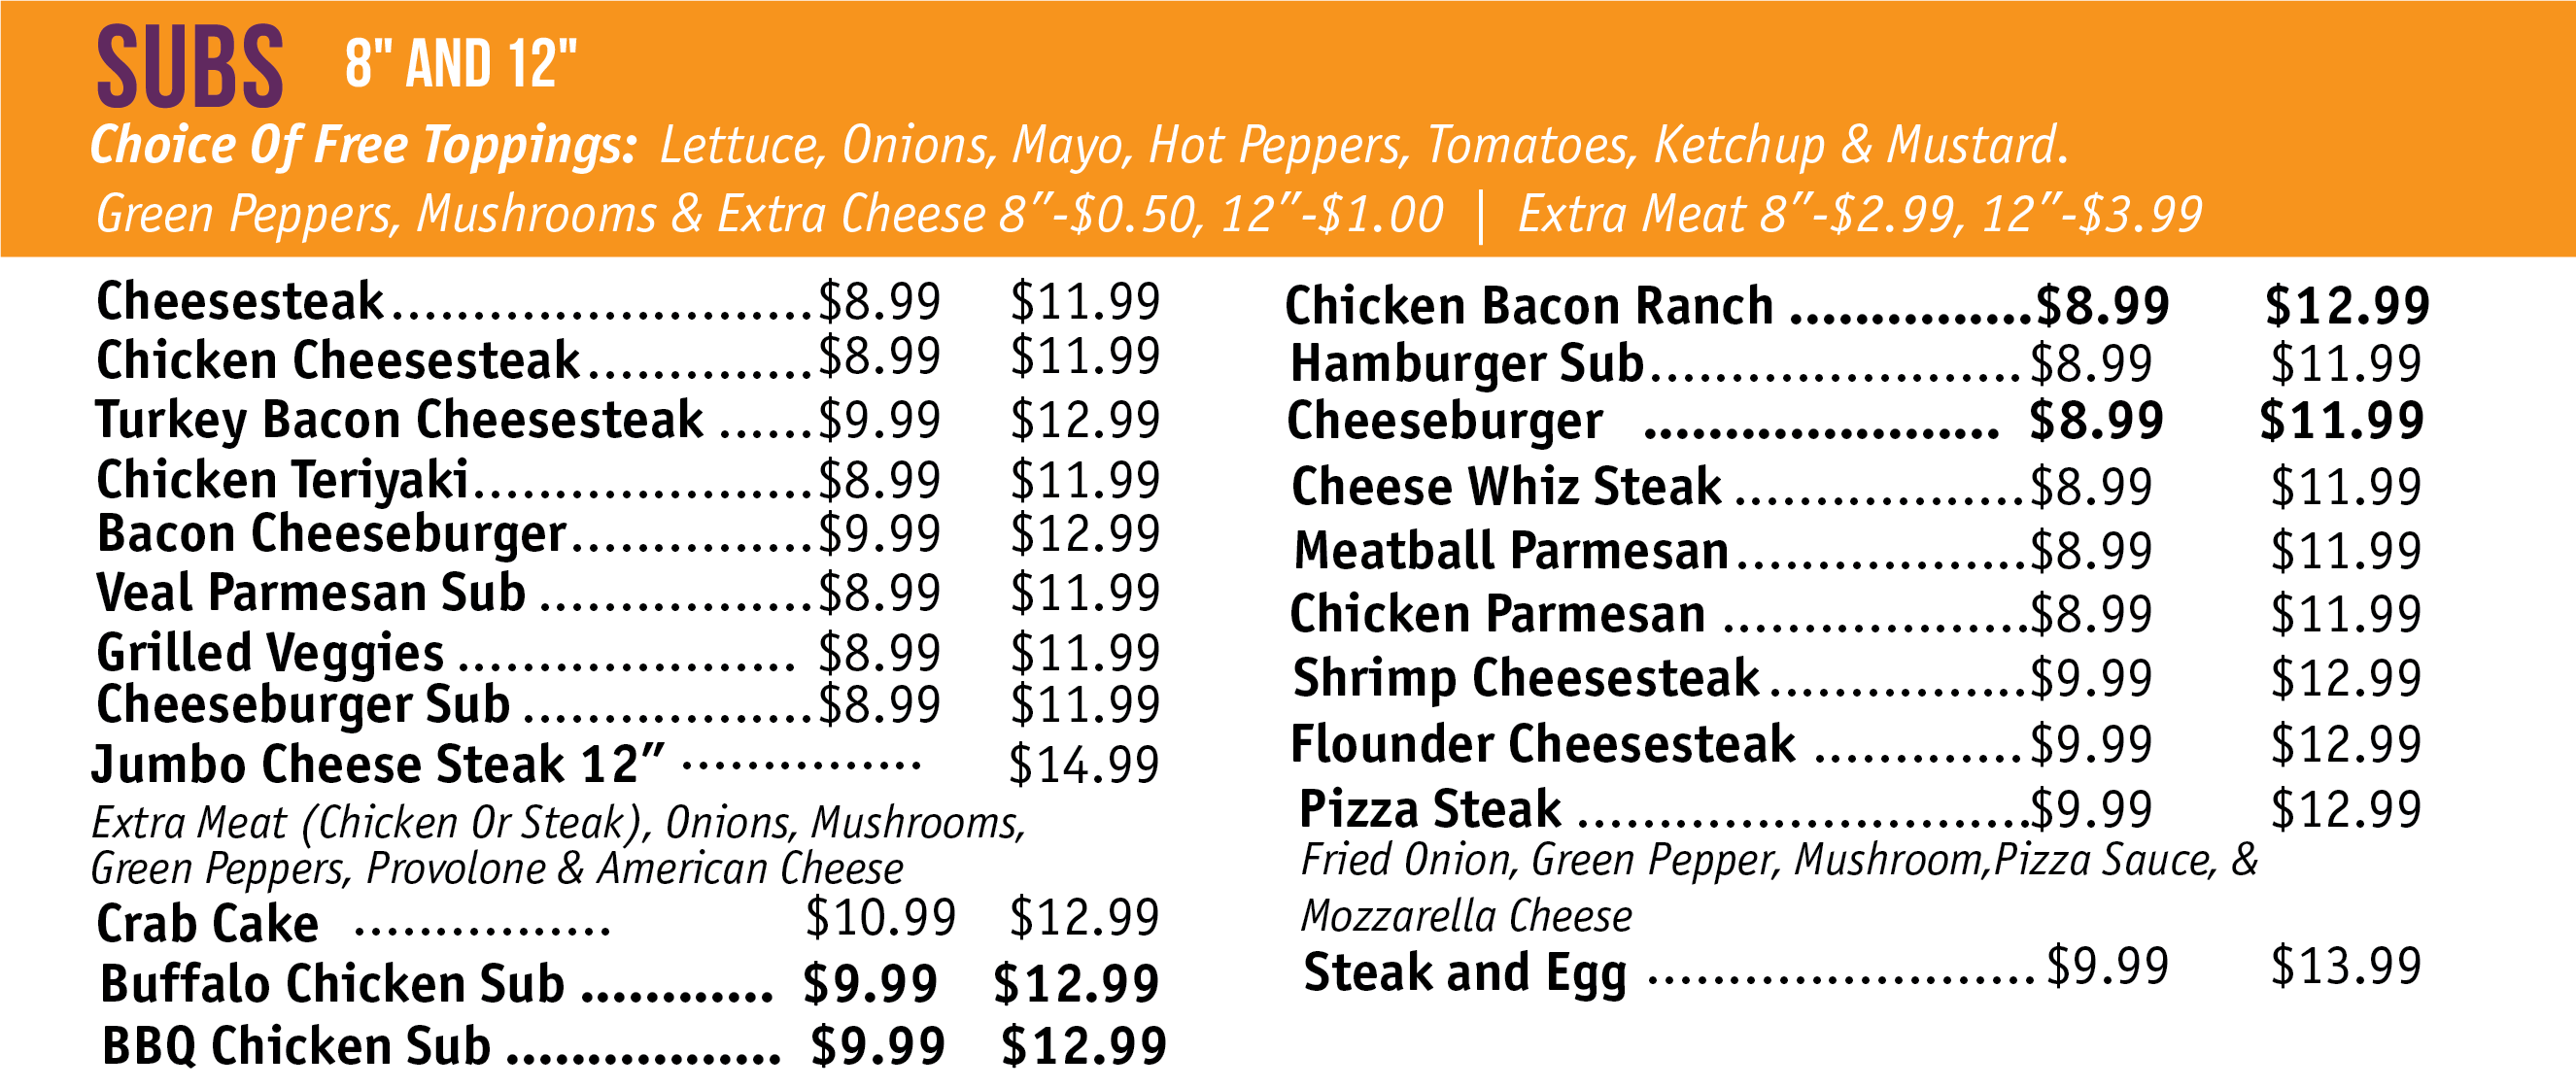 SUBS 8" AND 12"
Choice Of Free Toppings: Lettuce, Onions, Mayo, Hot Peppers, Tomatoes, Ketchup & Mustard.
Green Peppers, Mushrooms & Extra Cheese 8”-$0.50, 12”-$1.00 | Extra Meat 8”-$2.99, 12”-$3.99
Cheesesteak..........................$8.99 $11.99
Chicken Cheesesteak..............$8.99 $11.99
Turkey Bacon Cheesesteak ......$9.99 $12.99
Chicken Teriyaki.....................$8.99 $11.99
Bacon Cheeseburger...............$9.99 $12.99
Veal Parmesan Sub .................$8.99 $11.99
Grilled Veggies ..................... $8.99 $11.99
Cheeseburger Sub ..................$8.99 $11.99
Jumbo Cheese Steak 12” ............... $14.99
Extra Meat (Chicken Or Steak), Onions, Mushrooms,
Green Peppers, Provolone & American Cheese
Crab Cake ................ $10.99 $12.99
Buffalo Chicken Sub ............ $9.99 $12.99
BBQ Chicken Sub ................. $9.99 $12.99
Chicken Bacon Ranch ...............$8.99 $12.99
Hamburger Sub.......................$8.99 $11.99
Cheeseburger ...................... $8.99 $11.99
Cheese Whiz Steak ..................$8.99 $11.99
Meatball Parmesan..................$8.99 $11.99
Chicken Parmesan ...................$8.99 $11.99
Shrimp Cheesesteak................$9.99 $12.99
Flounder Cheesesteak .............$9.99 $12.99
Pizza Steak ............................$9.99 $12.99
Fried Onion, Green Pepper, Mushroom,Pizza Sauce, &
Mozzarella Cheese
Steak and Egg ........................ $9.99 $13.99